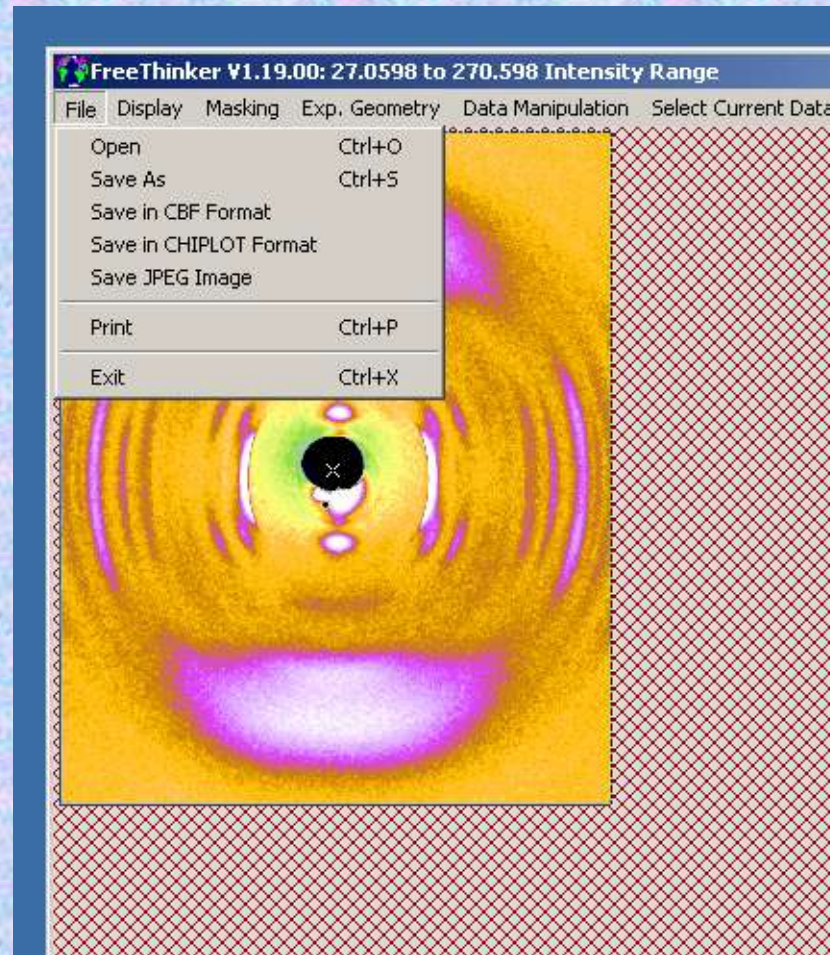 FreeThinker V1.19.00: 27.0598 to 270.598 Intensity Range
File Display Masking Exp. Geometry Data Manipulation Select Current Data
Open Ctrl+O
Save As Ctrl+S
Save in CBF Format
Save in CHIPLOT Format
Save JPEG Image
Print Ctrl+P
Exit Ctrl+X